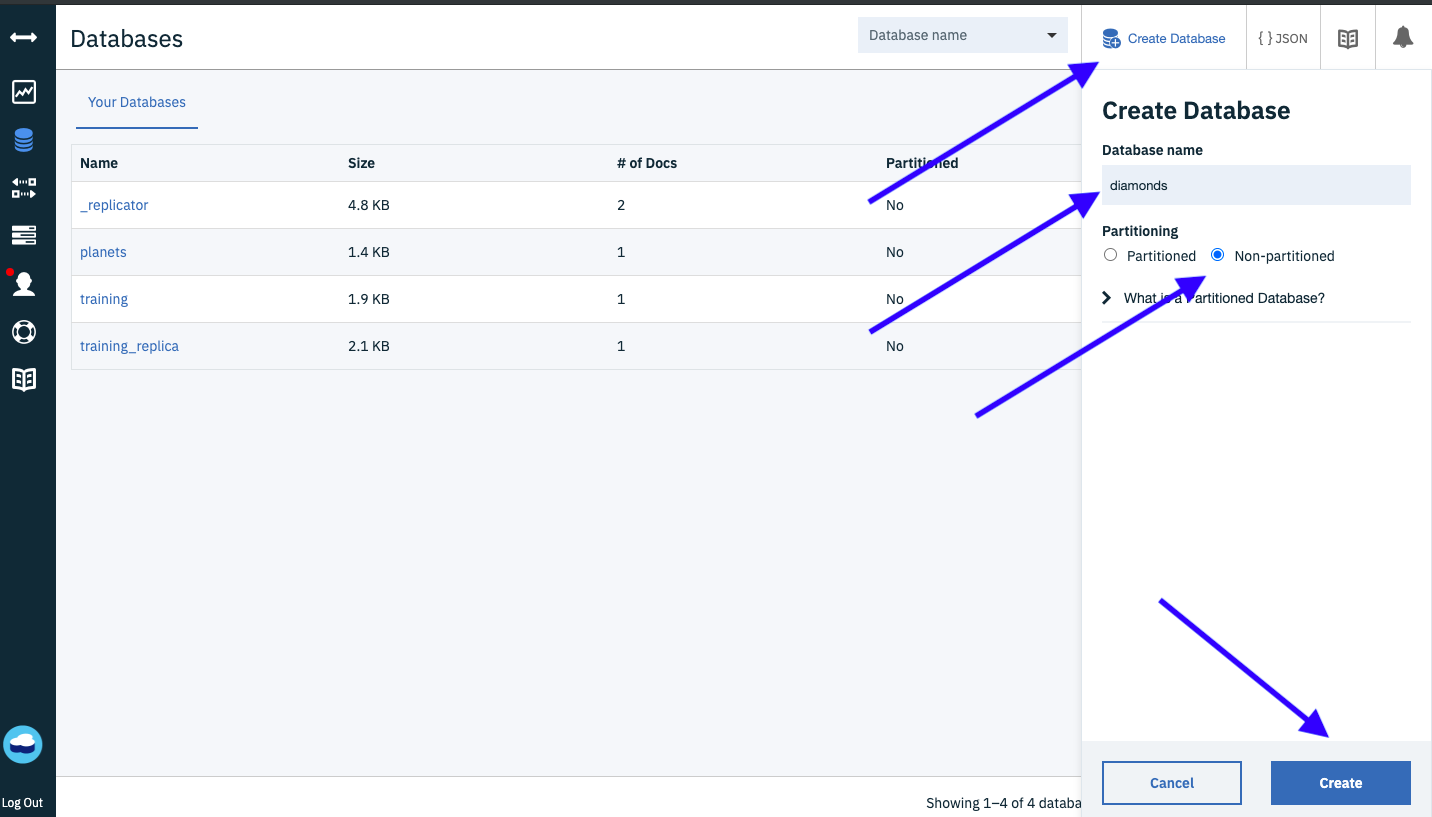 Databases
Database name
Create Database
{ } JSON
Your Databases
Name Size # of Docs Partitioned
_replicator 4.8 KB 2 No
planets 1.4 KB 1 No
training 1.9 KB 1 No
training_replica 2.1 KB 1 No
Create Database
Database name
diamonds
Partitioning
Partitioned Non-partitioned
What is a Partitioned Database?
Cancel Create
Log Out
Showing 1–4 of 4 databa